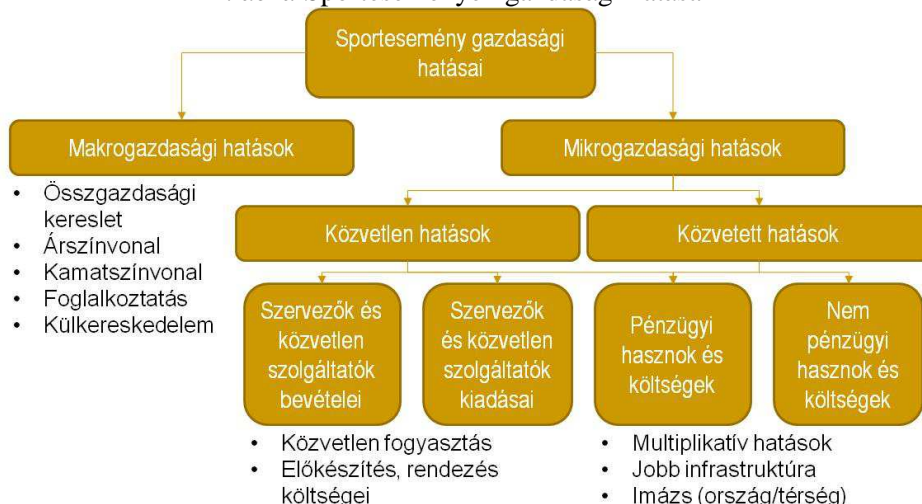 Sportesemény gazdasági
hatásai
Makrogazdasági hatások
Mikrogazdasági hatások
• Összgazdasági
kereslet
• Árszínvonal
• Kamatszínvonal
• Foglalkoztatás
• Külkereskedelem
Közvetlen hatások
Közvetett hatások
Szervezők és
közvetlen
szolgáltatók
bevételei
Szervezők
és közvetlen
szolgáltatók
kiadásai
Pénzügyi
hasznok és
költségek
Nem
pénzügyi
hasznok és
költségek
• Közvetlen fogyasztás
• Előkészítés, rendezés
költségei
• Multiplikatív hatások
• Jobb infrastruktúra
• Imázs (ország/térség)